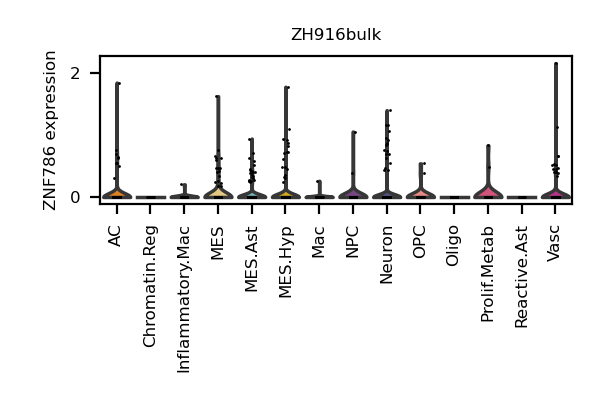 ZH916bulk
ZNF786 expression
2
0
AC
Chromatin.Reg
Inflammatory.Mac
MES
MES.Ast
MES.Hyp
Mac
NPC
Neuron
OPC
Oligo
Prolif.Metab
Reactive.Ast
Vasc